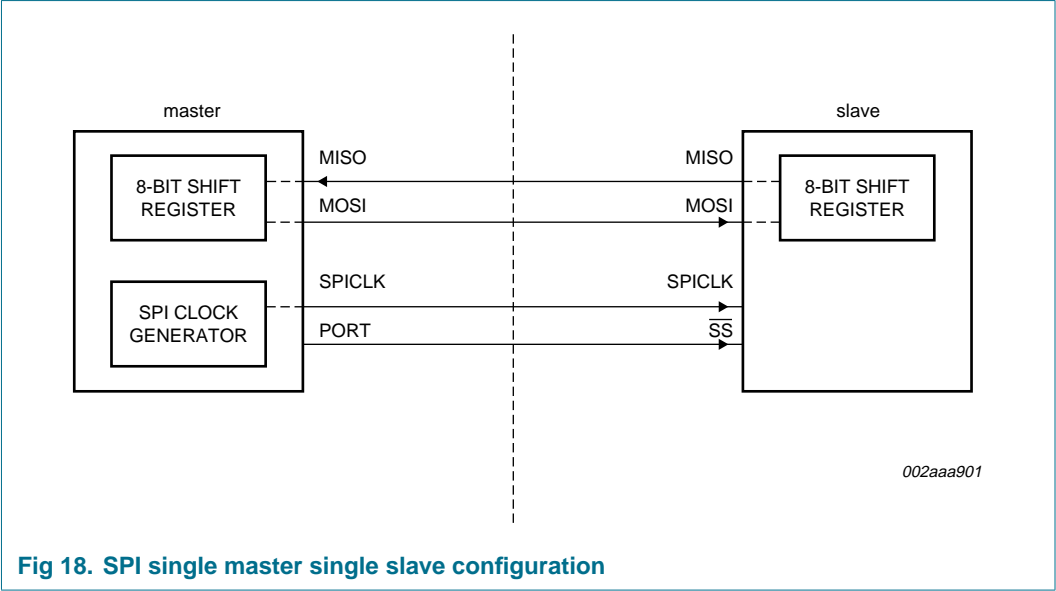 master
slave
MISO
MISO
8-BIT SHIFT
REGISTER
8-BIT SHIFT
REGISTER
MOSI
MOSI
SPICLK
SPICLK
SPI CLOCK
GENERATOR
PORT
S̅S̅
002aaa901
Fig 18. SPI single master single slave configuration